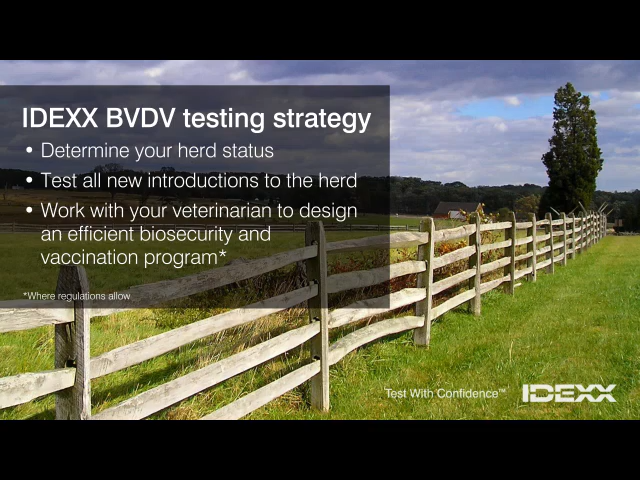 IDEXX BVDV testing strategy
• Determine your herd status
• Test all new introductions to the herd
• Work with your veterinarian to design
an efficient biosecurity and
vaccination program*
*Where regulations allow
Test With Confidence™
IDEXX